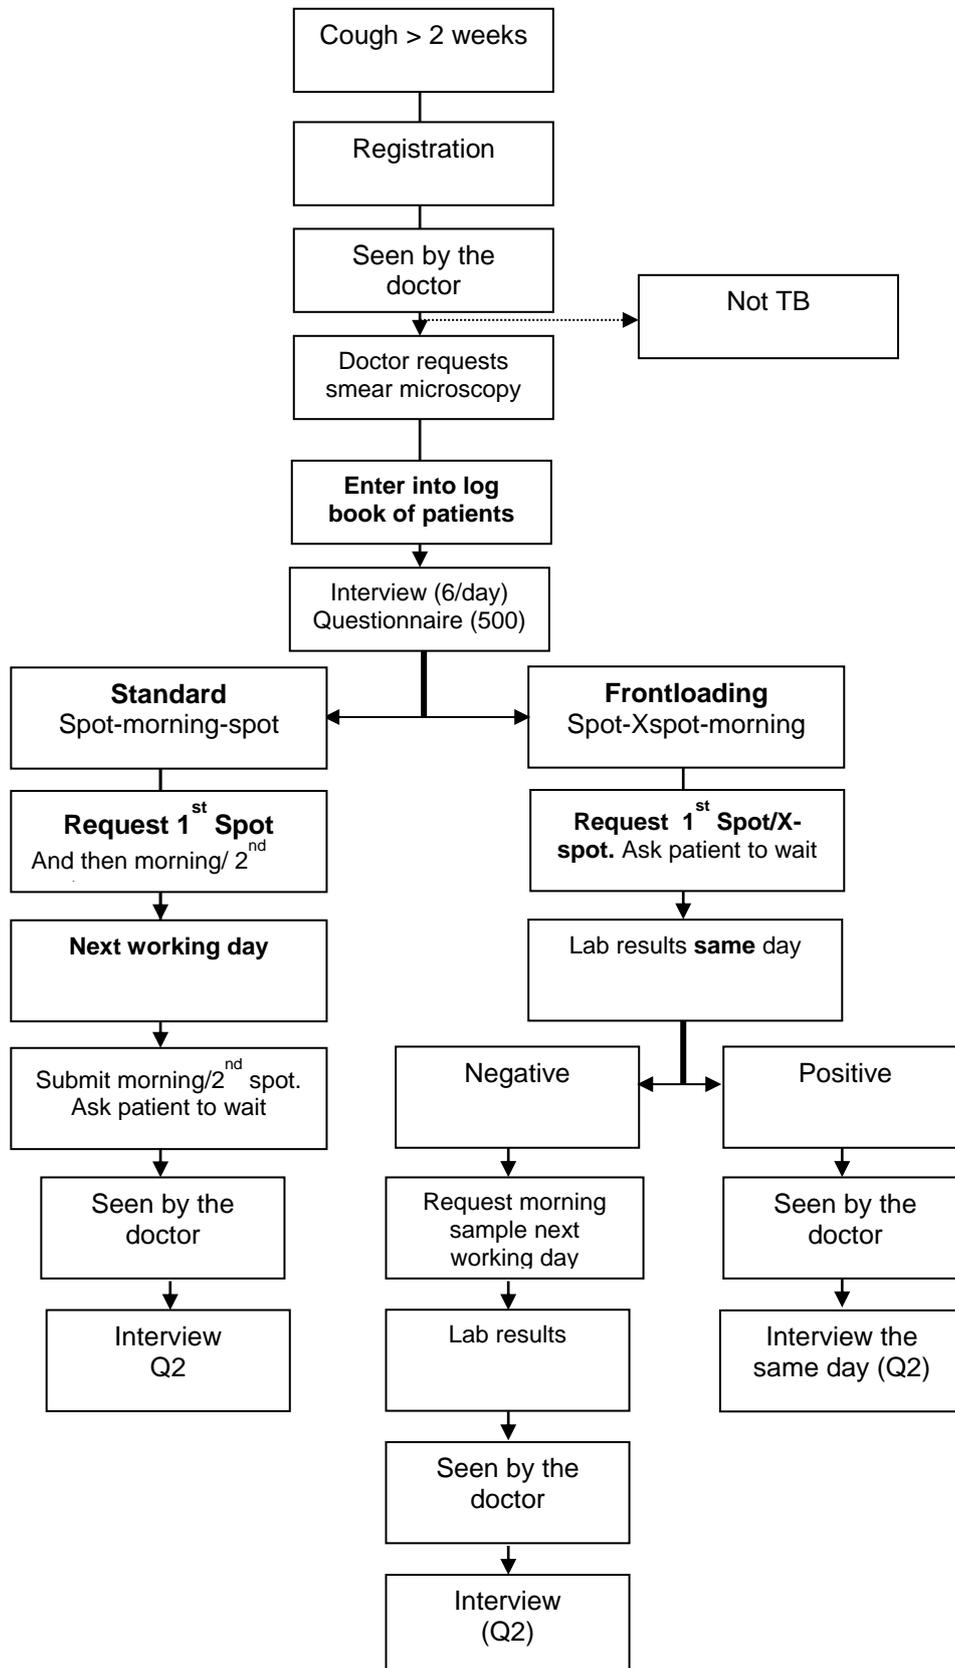 Cough > 2 weeks
Registration
Seen by the
doctor
Not TB
Doctor requests
smear microscopy
Enter into log
book of patients
Interview (6/day)
Questionnaire (500)
Standard
Spot-morning-spot
Frontloading
Spot-Xspot-morning
Request 1st Spot
And then morning/ 2nd
Request 1st Spot/X-
spot. Ask patient to wait
Next working day
Lab results same day
Submit morning/2nd spot.
Ask patient to wait
Negative
Positive
Seen by the
doctor
Request morning
sample next
working day
Seen by the
doctor
Interview
Q2
Lab results
Interview the
same day (Q2)
Seen by the
doctor
Interview
(Q2)